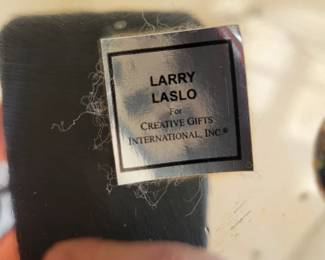 LARRY
LASLO
For
CREATIVE GIFTS
INTERNATIONAL, INC.®